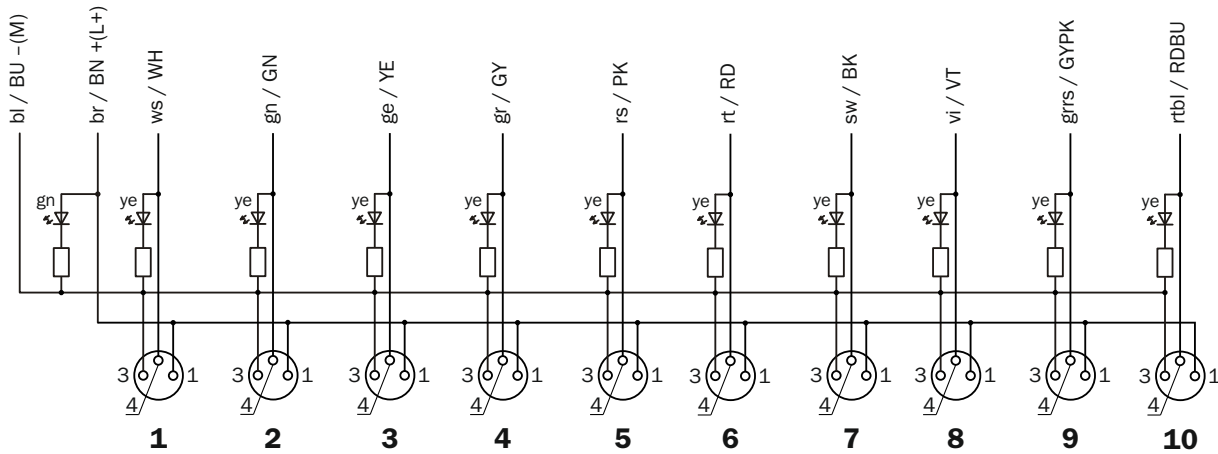 bl / BU –(M)
br / BN +(L+)
ws / WH
gn / GN
ge / YE
gr / GY
rs / PK
rt / RD
sw / BK
vi / VT
grrs / GYPK
rtbl / RDBU
gn ye ye ye ye ye ye ye ye ye ye
3 1 3 1 3 1 3 1 3 1 3 1 3 1 3 1 3 1 3 1
4 4 4 4 4 4 4 4 4 4
1 2 3 4 5 6 7 8 9 10